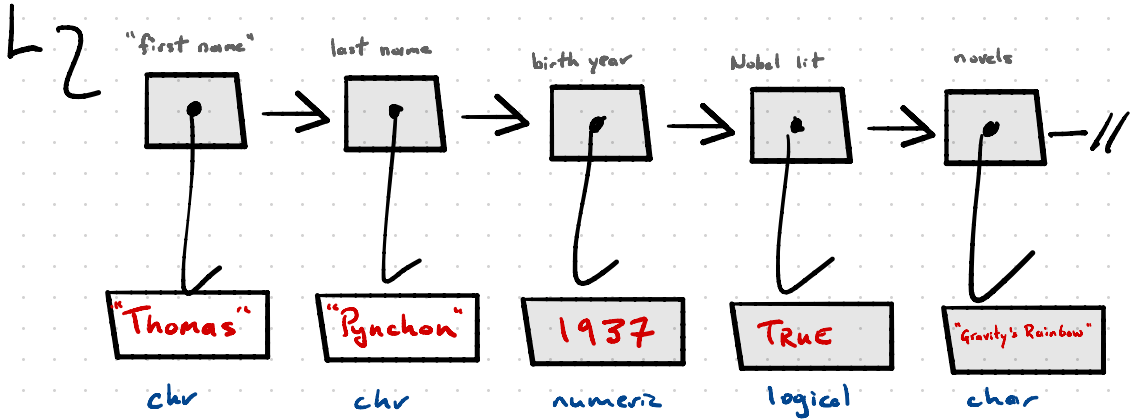 L2
"first name" last name birth year Nobel lit novels
"Thomas" "Pynchon" 1937 TRUE "Gravity's Rainbow"
chr chr numeric logical char